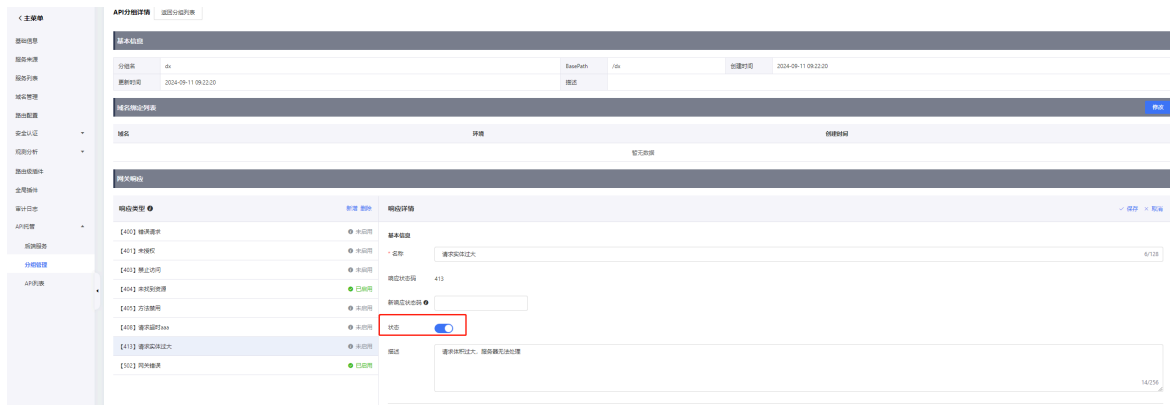 < 主菜单
基础信息
服务来源
服务列表
域名管理
路由配置
安全认证
观测分析
路由级插件
全局插件
审计日志
API托管
后端服务
分组管理
API列表
API分组详情 返回分组列表
基本信息
分组名 dx BasePath /dx 创建时间 2024-09-11 09:22:20
更新时间 2024-09-11 09:22:20 描述
域名绑定列表 修改
域名 环境 创建时间
暂无数据
网关响应
响应类型 新增 删除
【400】错误请求 未启用
【401】未授权 未启用
【403】禁止访问 未启用
【404】未找到资源 已启用
【405】方法禁用 未启用
【408】请求超时aaa 未启用
【413】请求实体过大 未启用
【502】网关错误 已启用
响应详情 保存 × 取消
基本信息
* 名称 请求实体过大 6/128
响应状态码 413
新响应状态码
状态
描述 请求体积过大，服务器无法处理
14/256